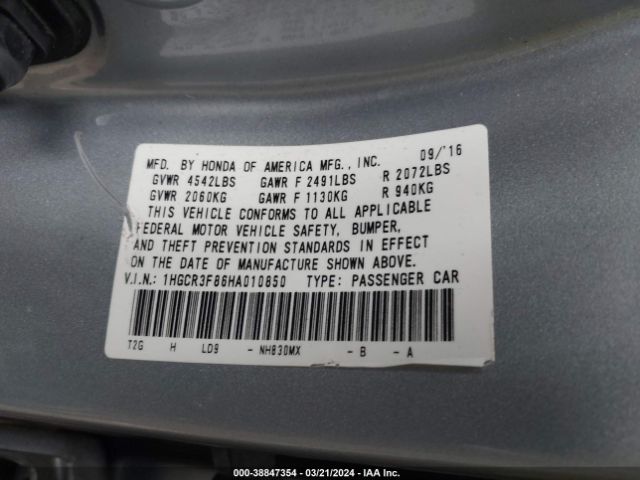 MFD. BY HONDA OF AMERICA MFG., INC. 09/'16
GVWR 4542LBS GAWR F 2491LBS R 2072LBS
GVWR 2060KG GAWR F 1130KG R 940KG
THIS VEHICLE CONFORMS TO ALL APPLICABLE
FEDERAL MOTOR VEHICLE SAFETY, BUMPER,
AND THEFT PREVENTION STANDARDS IN EFFECT
ON THE DATE OF MANUFACTURE SHOWN ABOVE.
V.I.N.: 1HGCR3F86HA010850 TYPE: PASSENGER CAR
T2G H LD9 - NH830MX - B - A
000-38847354 | 03/21/2024 | IAAI.com